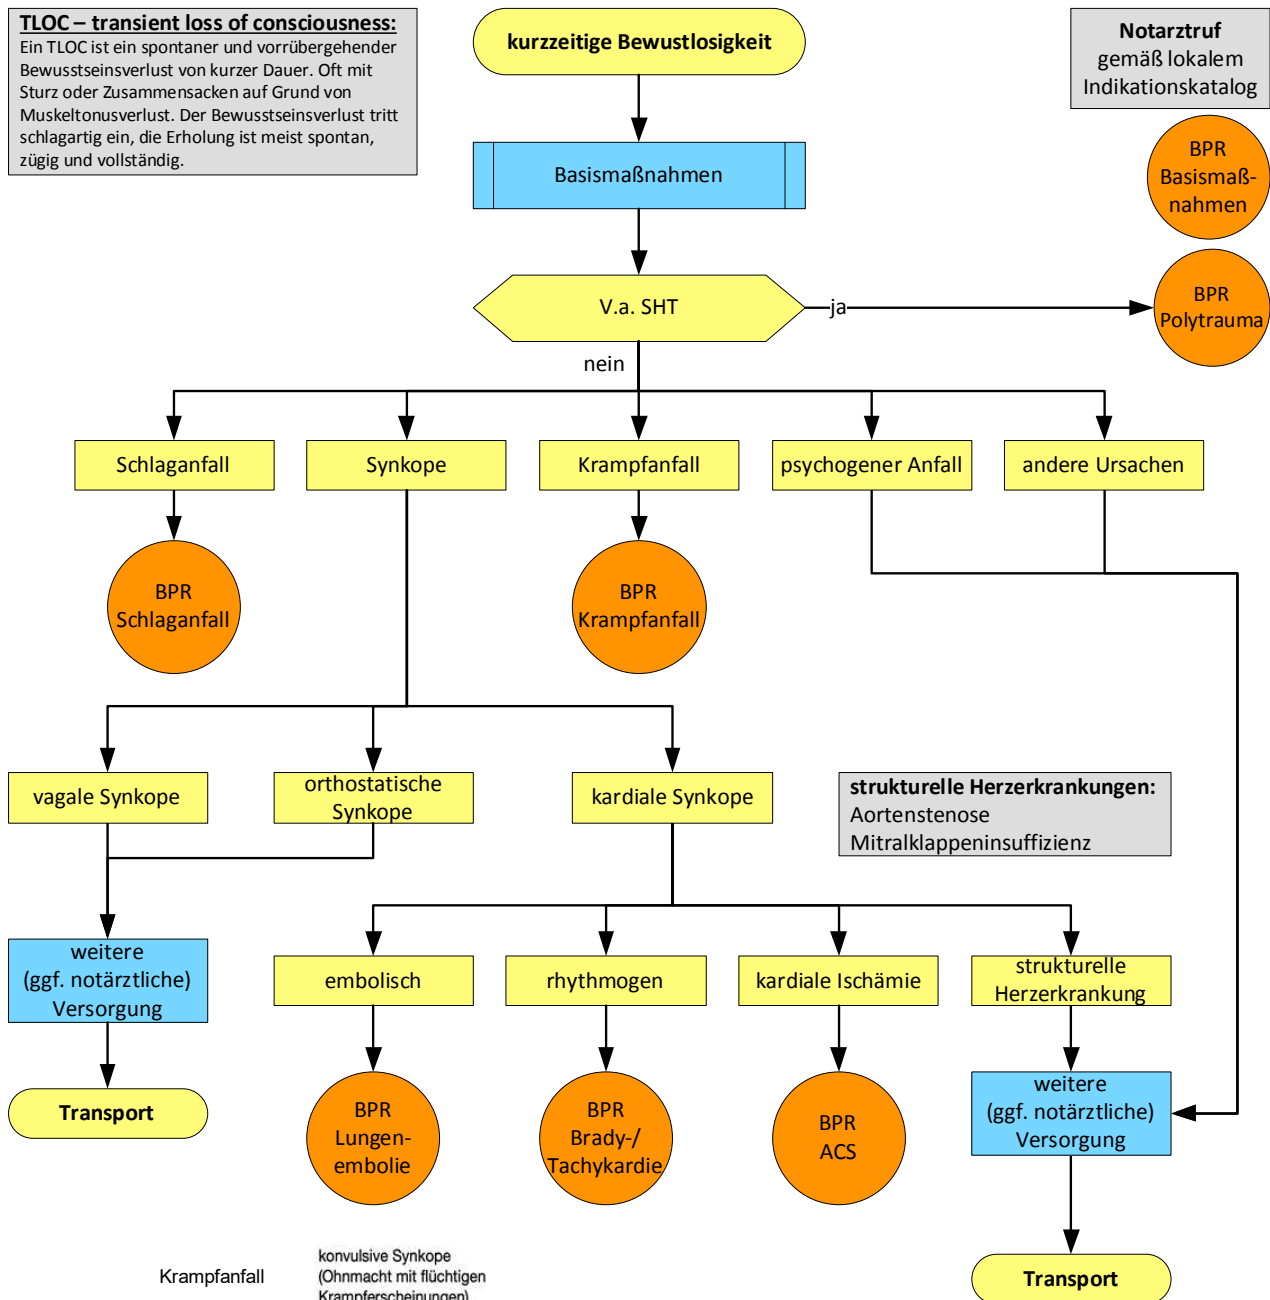 TLOC – transient loss of consciousness:
Ein TLOC ist ein spontaner und vorrübergehender
Bewusstseinsverlust von kurzer Dauer. Oft mit
Sturz oder Zusammensacken auf Grund von
Muskeltonusverlust. Der Bewusstseinsverlust tritt
schlagartig ein, die Erholung ist meist spontan,
zügig und vollständig.
kurzzeitige Bewustlosigkeit
Notarztruf
gemäß lokalem
Indikationskatalog
Basismaßnahmen
BPR
Basismaß-
nahmen
V.a. SHT
ja
BPR
Polytrauma
nein
Schlaganfall
Synkope
Krampfanfall
psychogener Anfall
andere Ursachen
BPR
Schlaganfall
BPR
Krampfanfall
vagale Synkope
orthostatische
Synkope
kardiale Synkope
strukturelle Herzerkrankungen:
Aortenstenose
Mitralklappeninsuffizienz
weitere
(ggf. notärztliche)
Versorgung
embolisch
rhythmogen
kardiale Ischämie
strukturelle
Herzerkrankung
Transport
BPR
Lungen-
embolie
BPR
Brady-/
Tachykardie
BPR
ACS
weitere
(ggf. notärztliche)
Versorgung
Transport
Krampfanfall
konvulsive Synkope
(Ohnmacht mit flüchtigen
Krampferscheinungen)